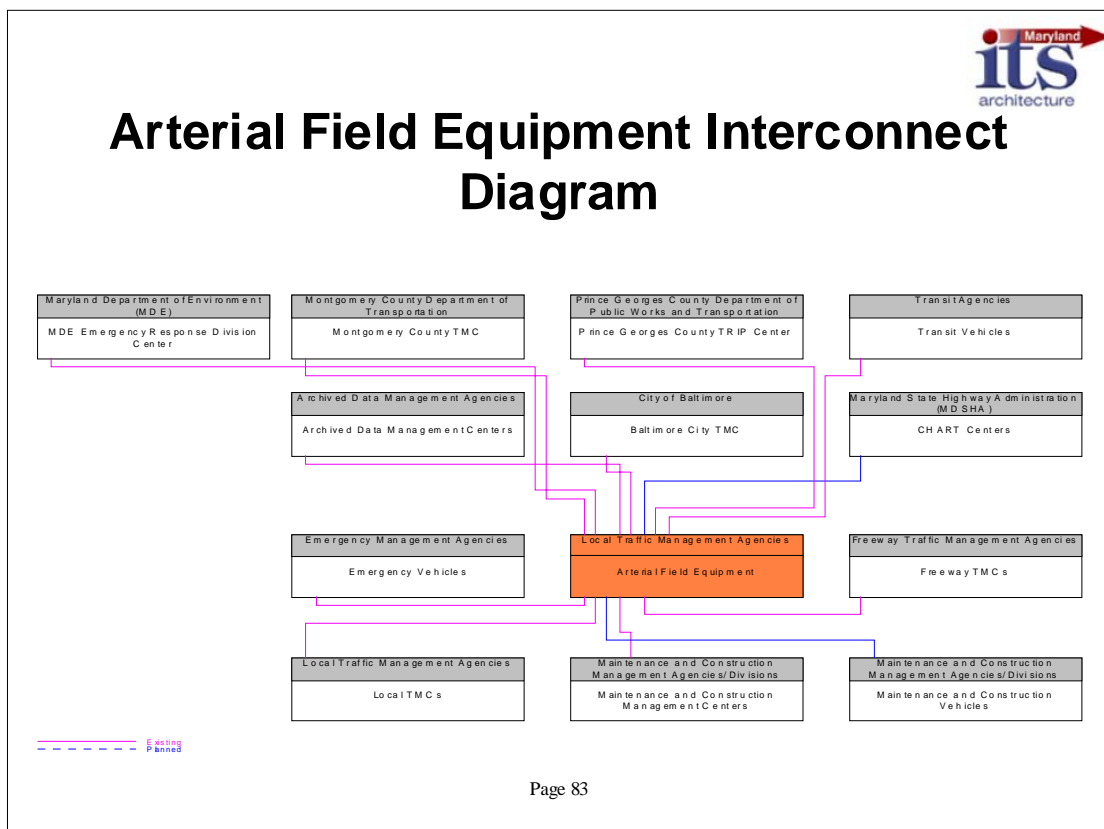 Maryland
its
architecture
Arterial Field Equipment Interconnect
Diagram
Maryland Department of Environment
(MDE)
MDE Emergency Response Division
Center
Montgomery County Department of
Transportation
Montgomery County TMC
Prince Georges County Department of
Public Works and Transportation
Prince Georges County TRIP Center
Transit Agencies
Transit Vehicles
Archived Data Management Agencies
Archived Data Management Centers
City of Baltimore
Baltimore City TMC
Maryland State Highway Administration
(MDSHA)
CHART Centers
Emergency Management Agencies
Emergency Vehicles
Local Traffic Management Agencies
Arterial Field Equipment
Freeway Traffic Management Agencies
Freeway TMCs
Local Traffic Management Agencies
Local TMCs
Maintenance and Construction
Management Agencies/Divisions
Maintenance and Construction
Management Centers
Maintenance and Construction
Management Agencies/Divisions
Maintenance and Construction
Vehicles
Existing
Planned
Page 83